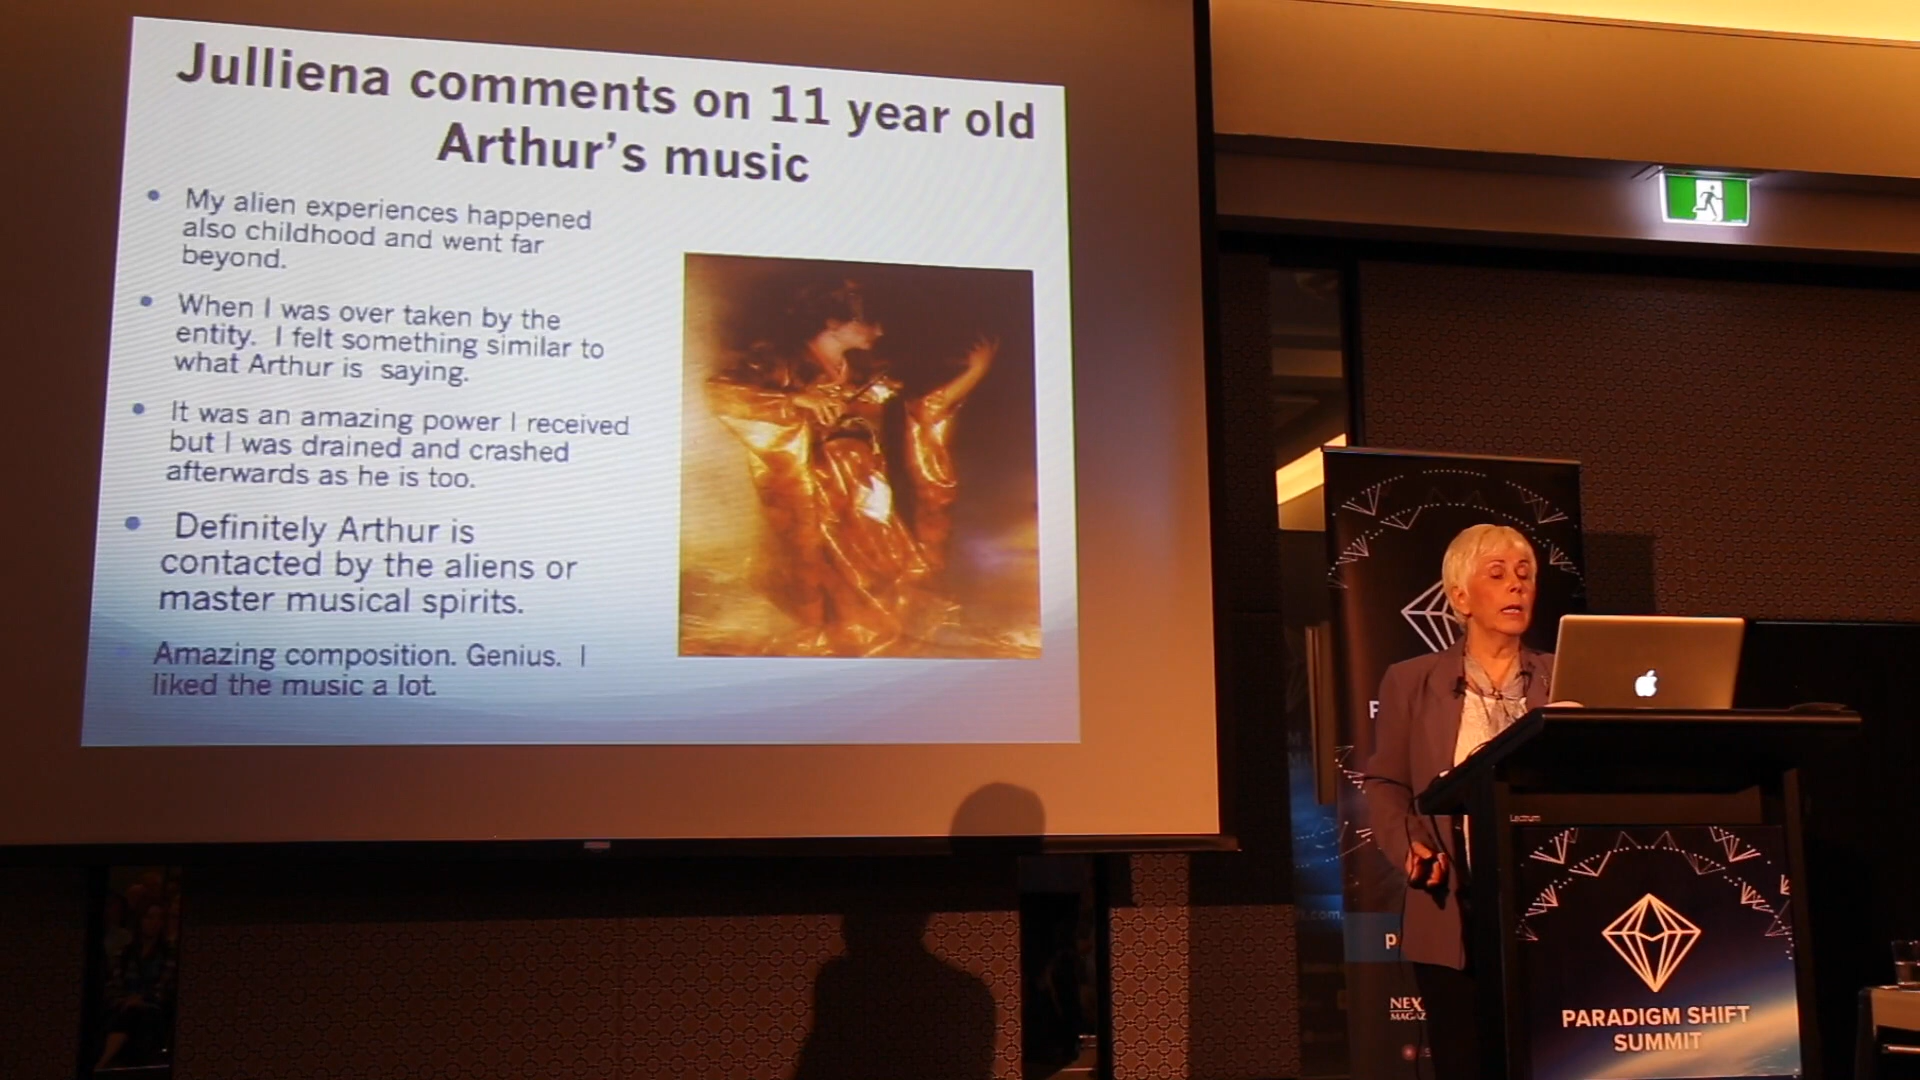 Julliena comments on 11 year old
Arthur's music
My alien experiences happened
also childhood and went far
beyond.
When I was over taken by the
entity. I felt something similar to
what Arthur is saying.
It was an amazing power I received
but I was drained and crashed
afterwards as he is too.
Definitely Arthur is
contacted by the aliens or
master musical spirits.
Amazing composition. Genius. I
liked the music a lot.
Lectrum
PARADIGM SHIFT
SUMMIT